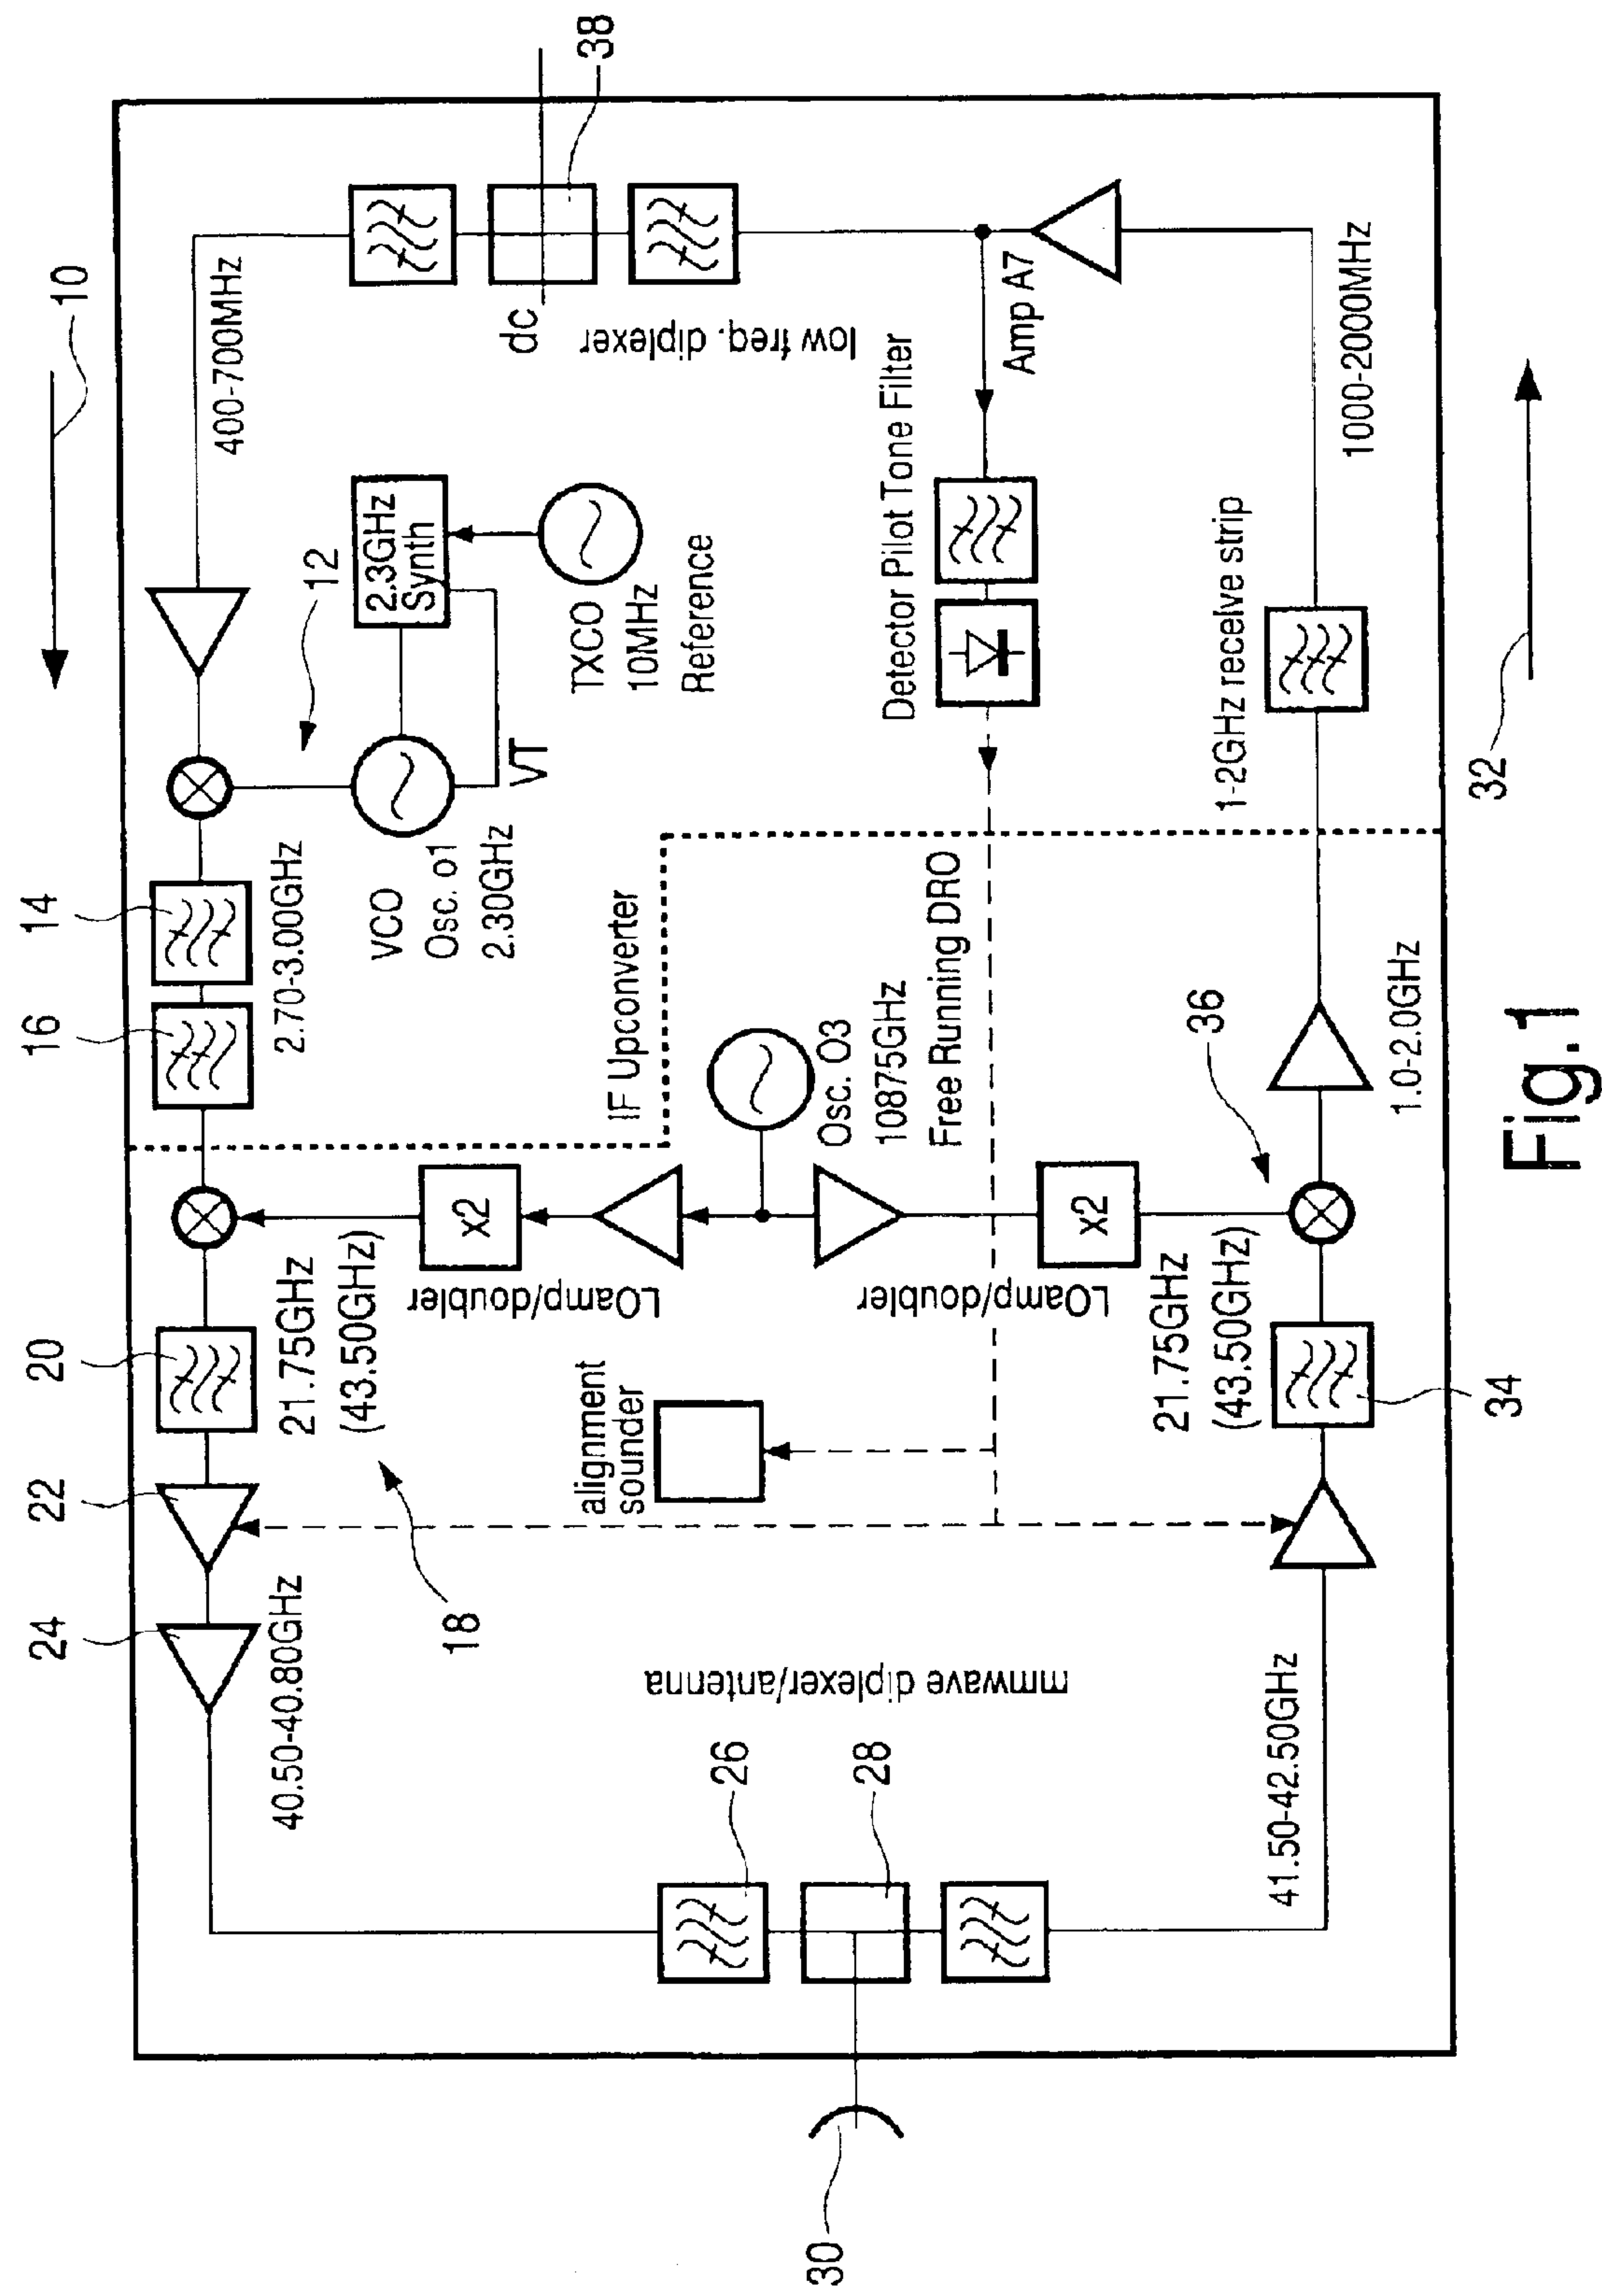 10
38
400-700MHz
dc
low freq. diplexer
12
2.3GHz
Synth
TXCO
10MHz
Reference
VT
VCO
Osc. o1
2.30GHz
14
16
2.70-3.00GHz
IF Upconverter
Detector Pilot Tone Filter
Amp A7
1000-2000MHz
1-2GHz receive strip
32
Osc. O3
10875GHz
Free Running DRO
36
1.0-2.0GHz
x2
LOamp/doubler
21.75GHz
(43.50GHz)
x2
LOamp/doubler
21.75GHz
(43.50GHz)
20
22
24
18
alignment
sounder
34
40.50-40.80GHz
mmwave diplexer/antenna
26
28
41.50-42.50GHz
30
Fig.1